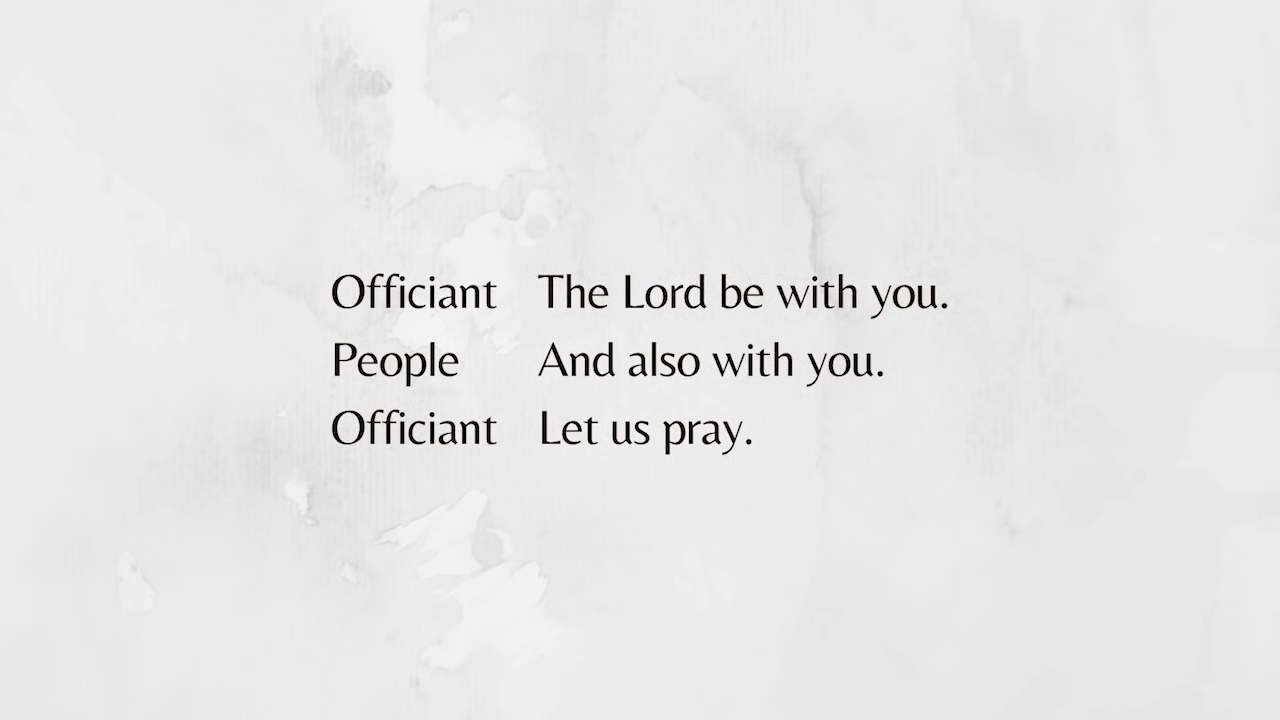 Officiant The Lord be with you.
People And also with you.
Officiant Let us pray.